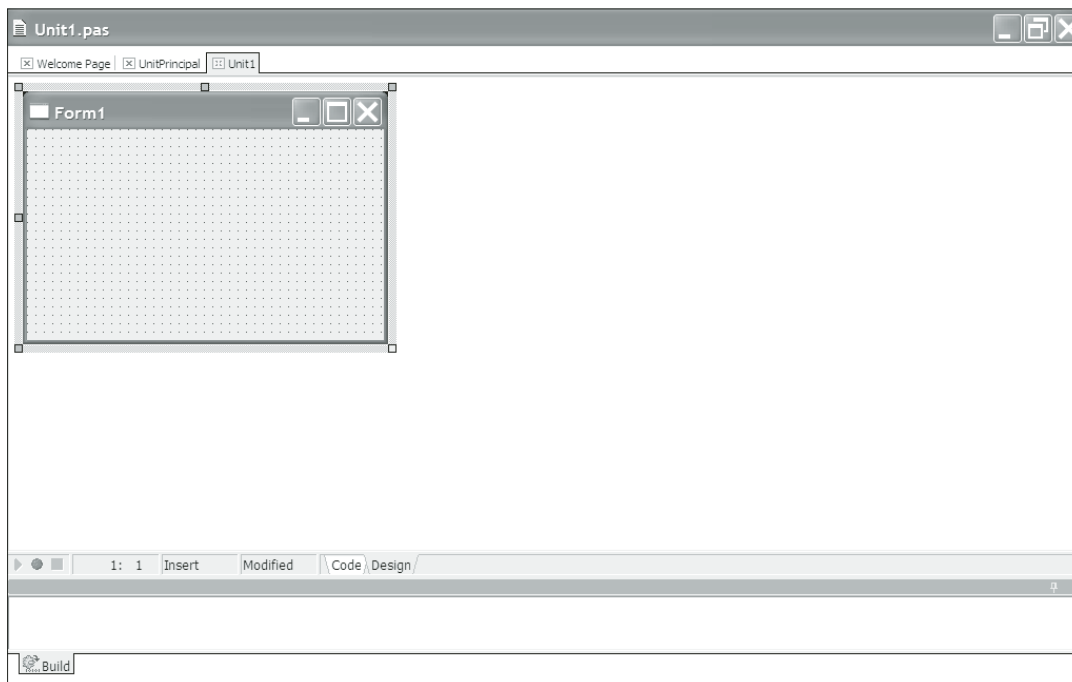 Unit1.pas
Welcome Page UnitPrincipal Unit1
Form1
1: 1 Insert Modified Code Design
Build